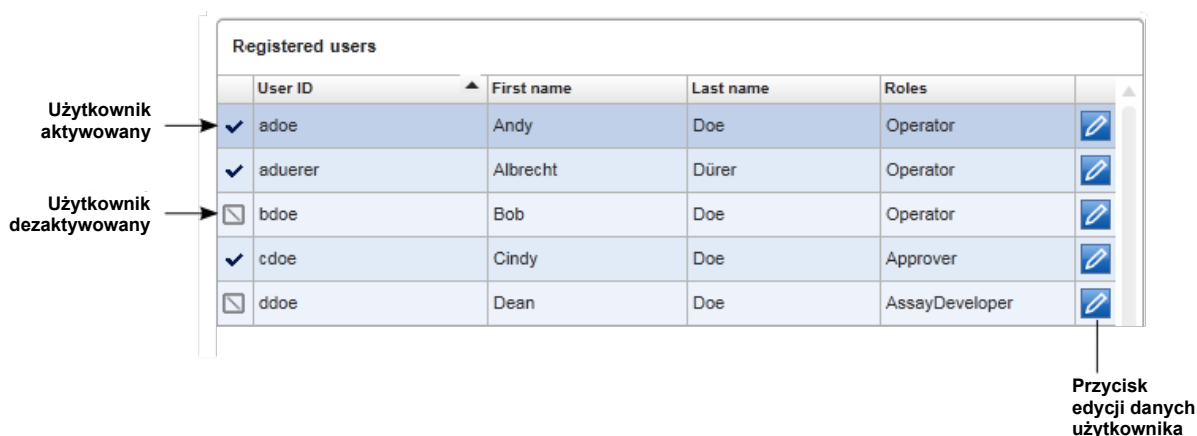 Registered users
User ID First name Last name Roles
Użytkownik
aktywowany
adoe Andy Doe Operator
aduerer Albrecht Dürer Operator
Użytkownik
dezaktywowany
bdoe Bob Doe Operator
cdoe Cindy Doe Approver
ddoe Dean Doe AssayDeveloper
Przycisk
edycji danych
użytkownika